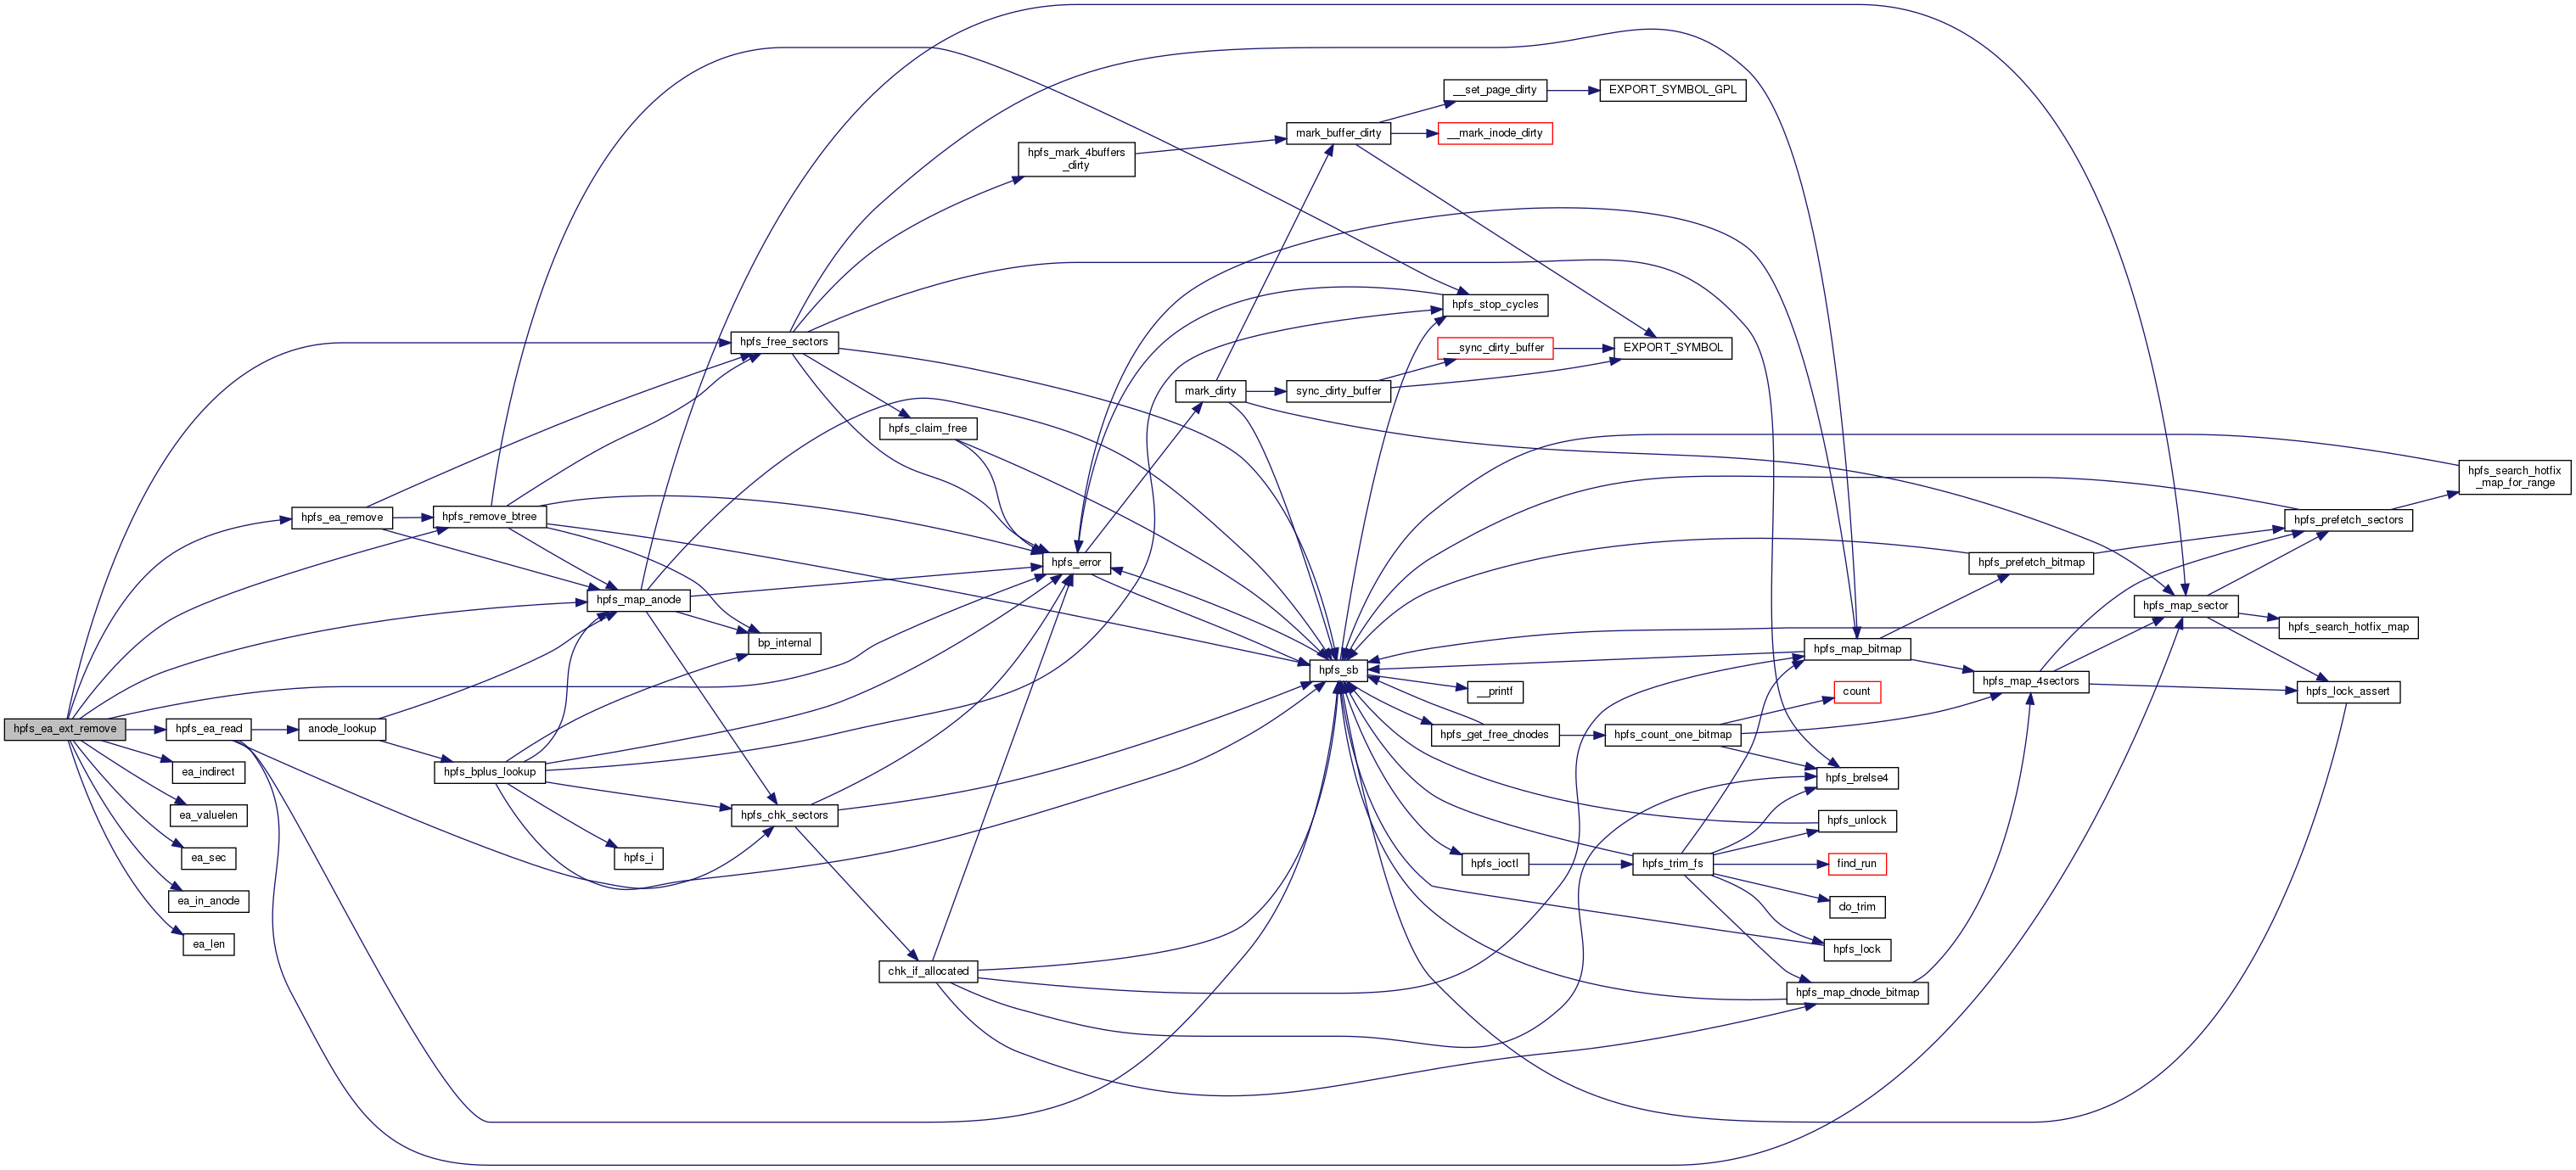 hpfs_ea_ext_remove
hpfs_ea_remove
hpfs_ea_read
ea_indirect
ea_valuelen
ea_sec
ea_in_anode
ea_len
anode_lookup
hpfs_remove_btree
hpfs_bplus_lookup
hpfs_map_anode
hpfs_i
hpfs_free_sectors
bp_internal
hpfs_chk_sectors
hpfs_claim_free
chk_if_allocated
hpfs_mark_4buffers
_dirty
hpfs_error
mark_dirty
mark_buffer_dirty
sync_dirty_buffer
hpfs_sb
__set_page_dirty
__mark_inode_dirty
hpfs_stop_cycles
__sync_dirty_buffer
__printf
hpfs_get_free_dnodes
hpfs_ioctl
EXPORT_SYMBOL_GPL
EXPORT_SYMBOL
hpfs_count_one_bitmap
hpfs_trim_fs
hpfs_map_bitmap
count
hpfs_brelse4
hpfs_unlock
find_run
do_trim
hpfs_lock
hpfs_map_dnode_bitmap
hpfs_prefetch_bitmap
hpfs_map_4sectors
hpfs_map_sector
hpfs_prefetch_sectors
hpfs_search_hotfix_map
hpfs_lock_assert
hpfs_search_hotfix
_map_for_range